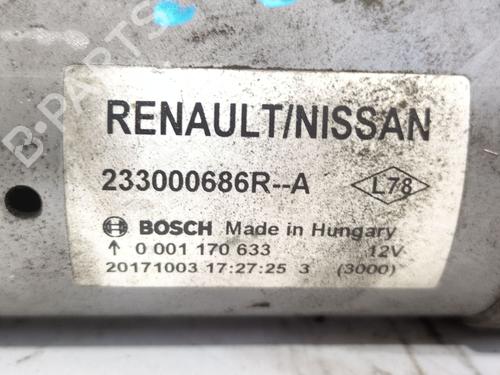 B-PARTS
RENAULT/NISSAN
233000686R--A L78
BOSCH Made in Hungary
↑ 0 001 170 633 12V
20171003 17:27:25 3 (3000)